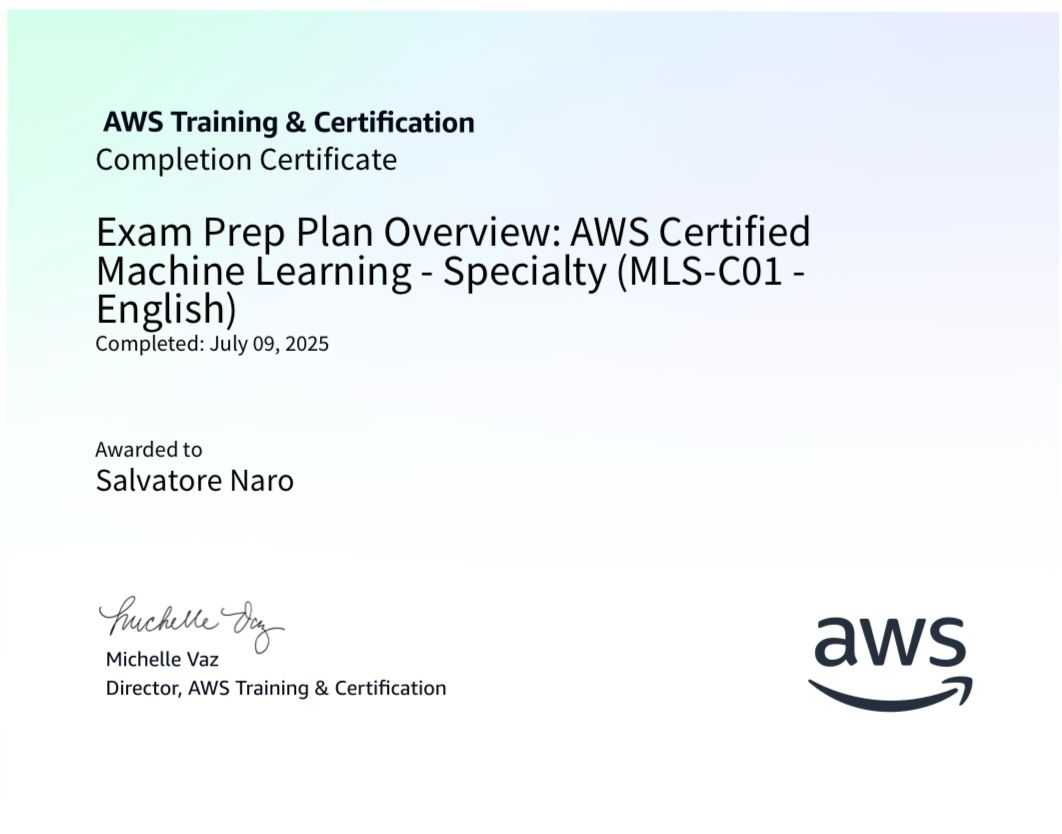 AWS Training & Certification
Completion Certificate
Exam Prep Plan Overview: AWS Certified
Machine Learning - Specialty (MLS-C01 -
English)
Completed: July 09, 2025
Awarded to
Salvatore Naro
Michelle Vaz
Michelle Vaz
Director, AWS Training & Certification
aws